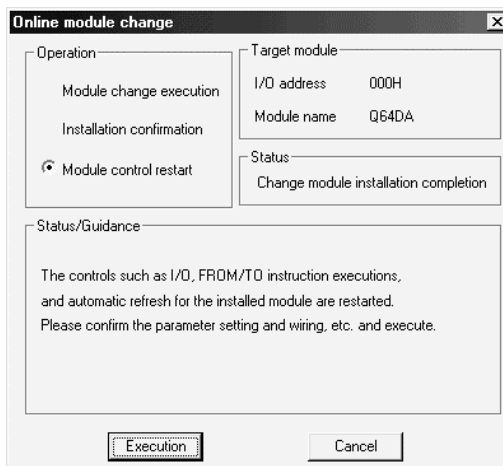 Online module change
Operation
Module change execution
Installation confirmation
Module control restart
Target module
I/O address 000H
Module name Q64DA
Status
Change module installation completion
Status/Guidance
The controls such as I/O, FROM/TO instruction executions,
and automatic refresh for the installed module are restarted.
Please confirm the parameter setting and wiring, etc. and execute.
Execution
Cancel